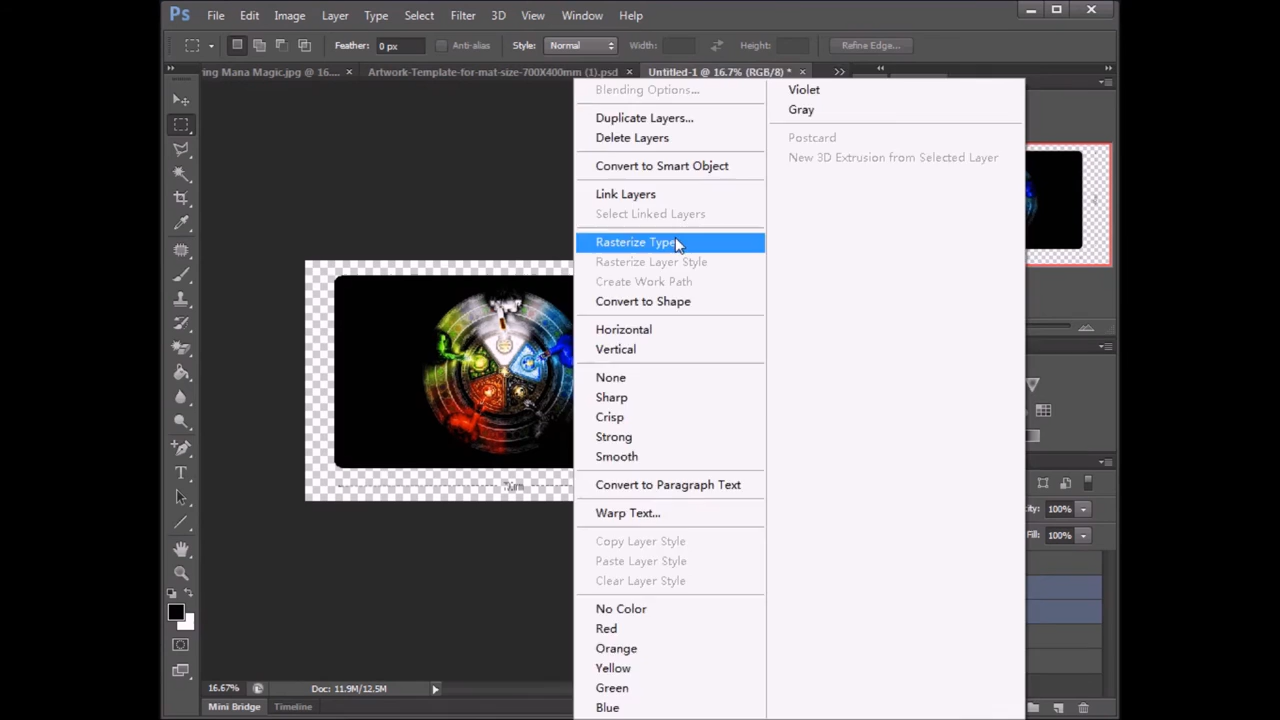 Ps File Edit Image Layer Type Select Filter 3D View Window Help
Feather: 0 px Anti-alias Style: Normal Width: Height: Refine Edge...
ing Mana Magic.jpg @ 16.... × Artwork-Template-for-mat-size-700X400mm (1).psd × Untitled-1 @ 16.7% (RGB/8) * ×
Blending Options...
Duplicate Layers...
Delete Layers
Convert to Smart Object
Link Layers
Select Linked Layers
Rasterize Type
Rasterize Layer Style
Create Work Path
Convert to Shape
Horizontal
Vertical
None
Sharp
Crisp
Strong
Smooth
Convert to Paragraph Text
Warp Text...
Copy Layer Style
Paste Layer Style
Clear Layer Style
No Color
Red
Orange
Yellow
Green
Blue
Violet
Gray
Postcard
New 3D Extrusion from Selected Layer
city: 100%
Fill: 100%
16.67% Doc: 11.9M/12.5M
Mini Bridge Timeline